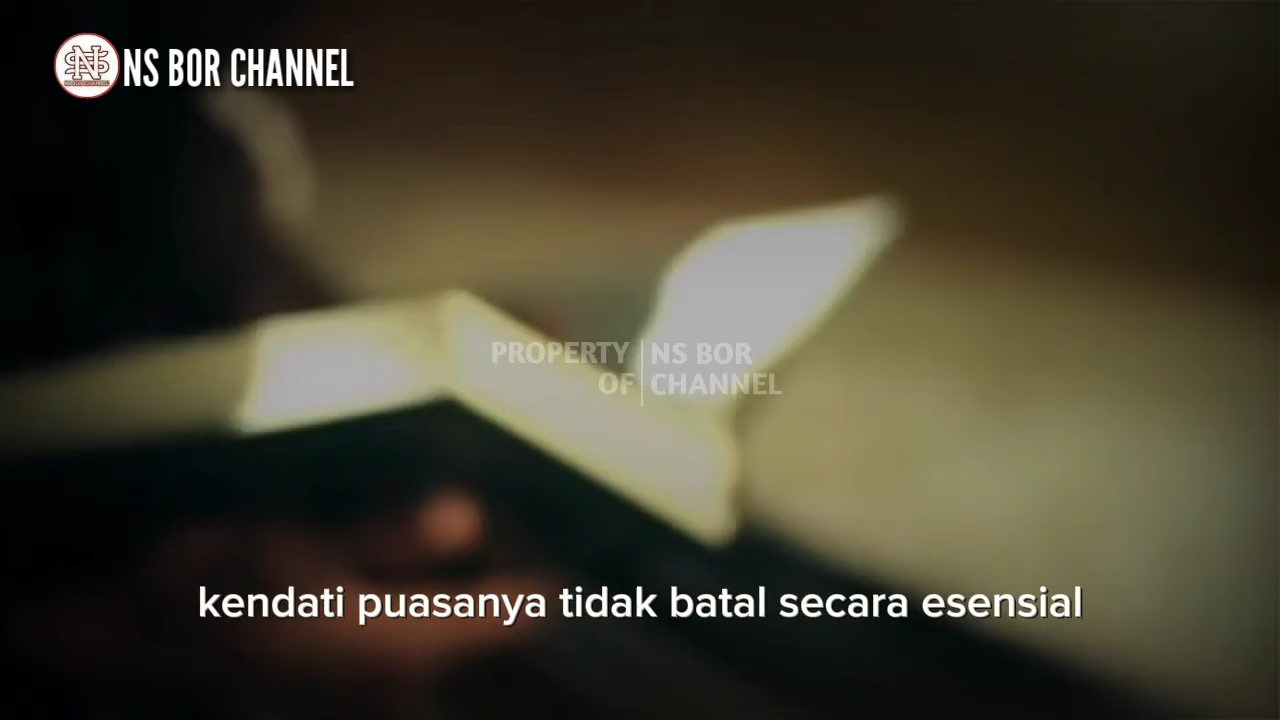 NS BOR CHANNEL
PROPERTY OF
NS BOR CHANNEL
kendati puasanya tidak batal secara esensial